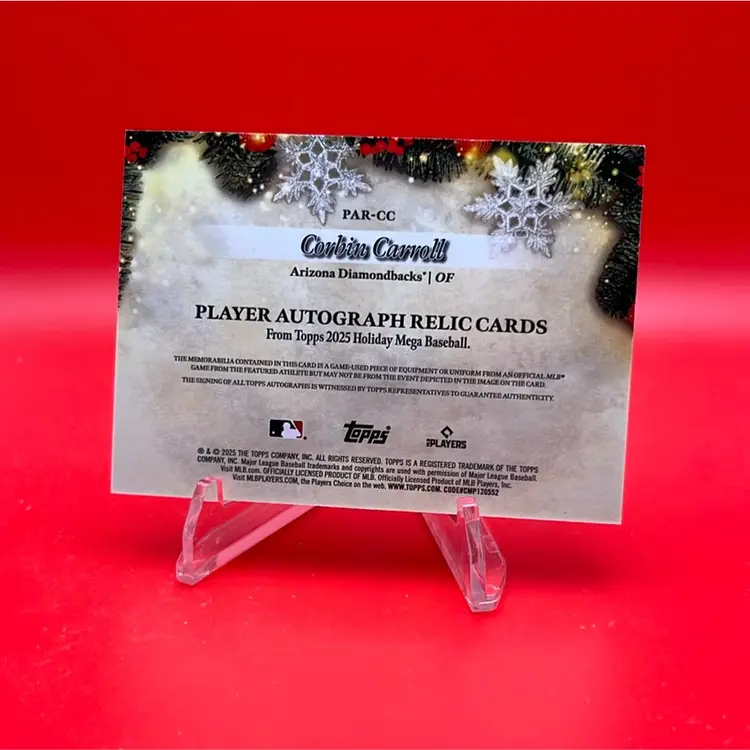 PAR-CC
Corbin Carroll
Arizona Diamondbacks® | OF
PLAYER AUTOGRAPH RELIC CARDS
From Topps 2025 Holiday Mega Baseball.
THE MEMORABILIA CONTAINED IN THIS CARD IS A GAME-USED PIECE OF EQUIPMENT OR UNIFORM FROM AN OFFICIAL MLB®
GAME FROM THE FEATURED ATHLETE BUT MAY NOT BE FROM THE EVENT DEPICTED IN THE IMAGE ON THE CARD.
THE SIGNING OF ALL TOPPS AUTOGRAPHS IS WITNESSED BY TOPPS REPRESENTATIVES TO GUARANTEE AUTHENTICITY.
Topps
PLAYERS
® & © 2025 THE TOPPS COMPANY, INC. ALL RIGHTS RESERVED. TOPPS IS A REGISTERED TRADEMARK OF THE TOPPS
COMPANY, INC. Major League Baseball trademarks and copyrights are used with permission of Major League Baseball.
Visit MLB.com. OFFICIALLY LICENSED PRODUCT OF MLB. Officially Licensed Product of MLB Players, Inc.
Visit MLBPLAYERS.COM, the Players Choice on the web. WWW.TOPPS.COM. CODE#CMP120552